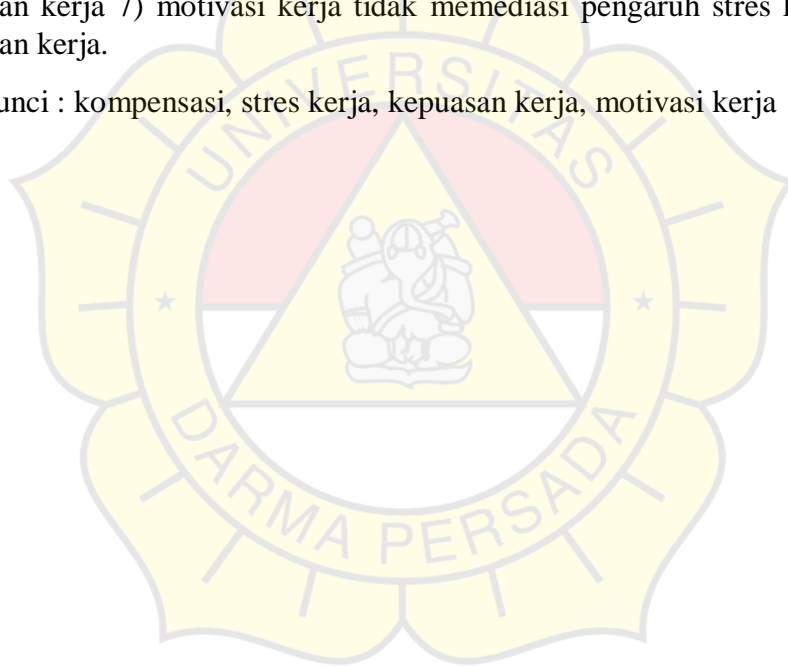 an kerja 7) motivasi kerja tidak memediasi pengaruh stres
an kerja.
unci : kompensasi, stres kerja, kepuasan kerja, motivasi kerja
UNIVERSITAS
DARMA PERSADA